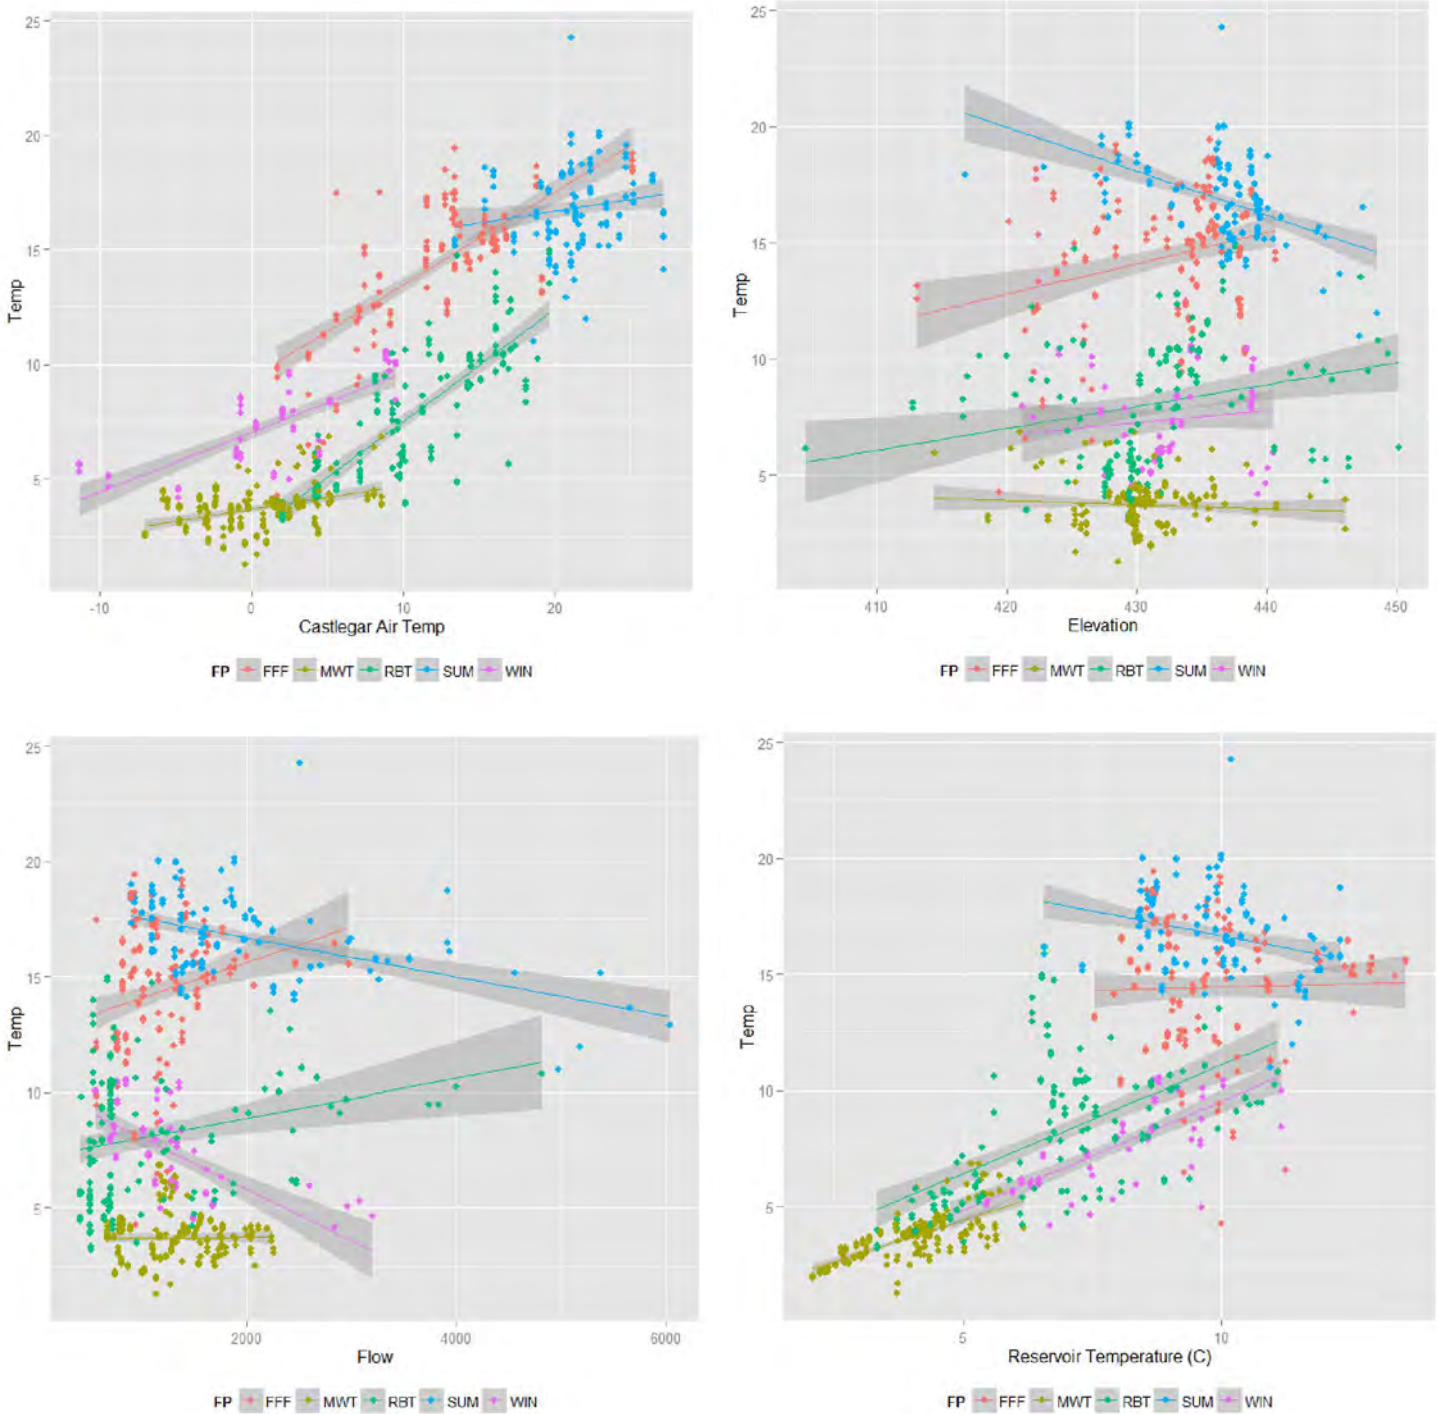 25
20
15
10
5
Temp
-10 0 10 20
Castlegar Air Temp
FP FFF MWT RBT SUM WIN
25
20
15
10
5
Temp
410 420 430 440 450
Elevation
FP FFF MWT RBT SUM WIN
25
20
15
10
5
Temp
2000 4000 6000
Flow
FP FFF MWT RBT SUM WIN
25
20
15
10
5
Temp
5 10
Reservoir Temperature (C)
FP FFF MWT RBT SUM WIN